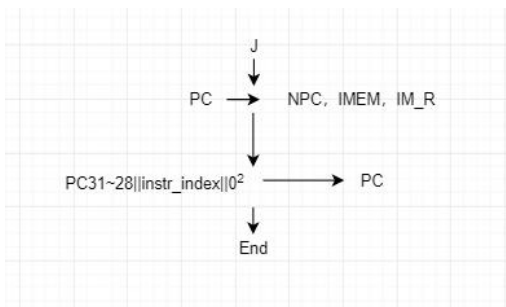 J
PC NPC, IMEM, IM_R
PC31~28||instr_index||0² PC
End